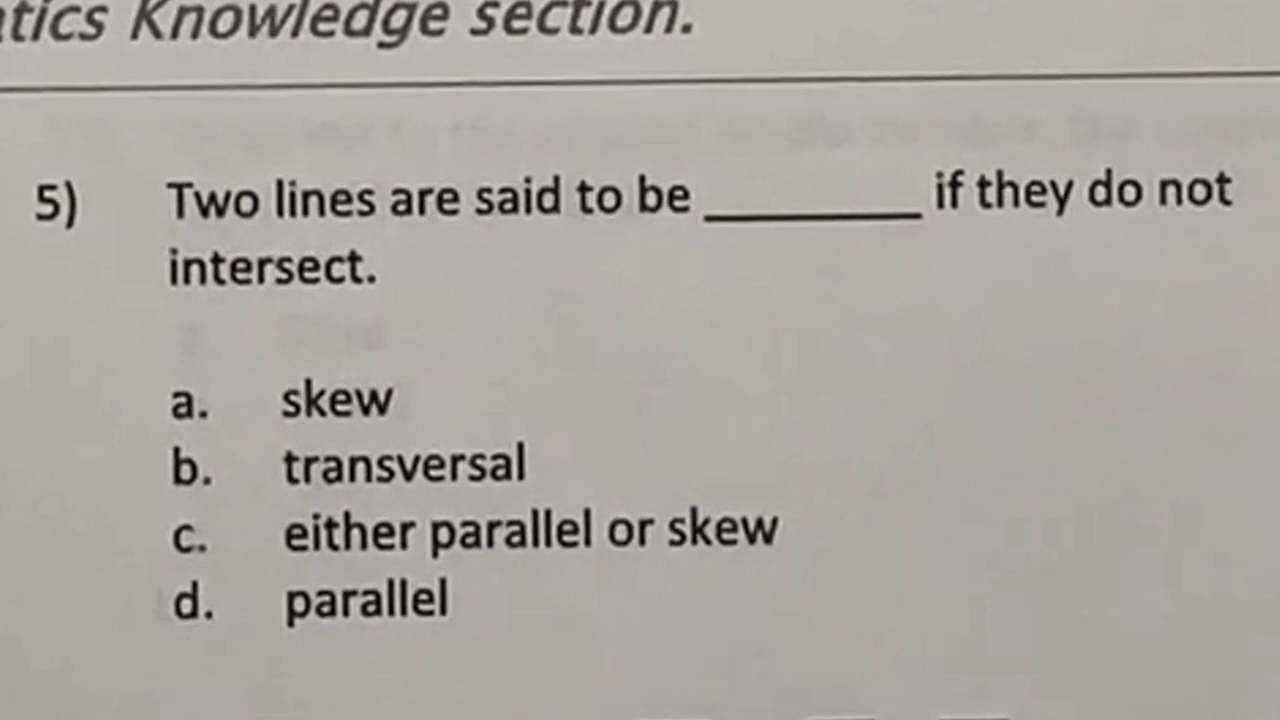 tics Knowledge section.
5) Two lines are said to be ________ if they do not
intersect.
a. skew
b. transversal
c. either parallel or skew
d. parallel